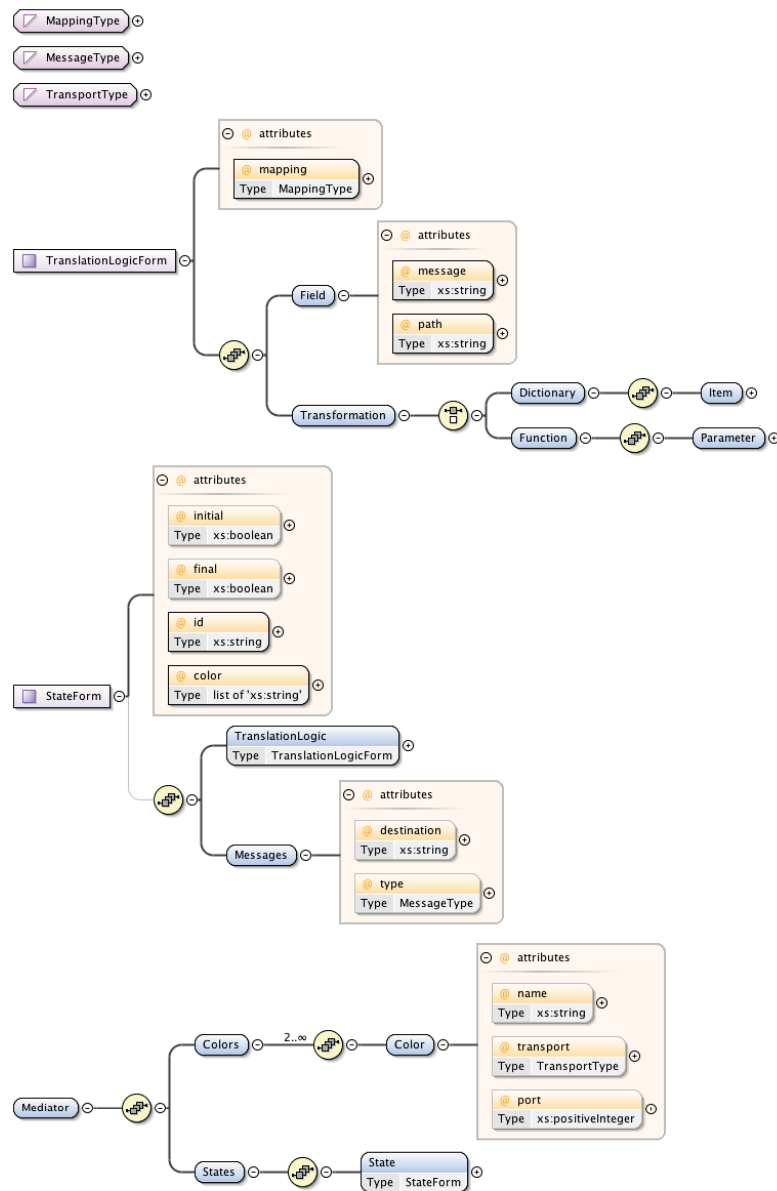 MappingType
MessageType
TransportType
@ attributes
@ mapping
Type MappingType
TranslationLogicForm
@ attributes
@ message
Type xs:string
Field
@ path
Type xs:string
Dictionary
Item
Transformation
Function
Parameter
@ attributes
@ initial
Type xs:boolean
@ final
Type xs:boolean
@ id
Type xs:string
@ color
Type list of 'xs:string'
StateForm
TranslationLogic
Type TranslationLogicForm
@ attributes
@ destination
Type xs:string
Messages
@ type
Type MessageType
@ attributes
@ name
Type xs:string
Colors
2..∞
Color
@ transport
Type TransportType
@ port
Type xs:positiveInteger
Mediator
States
State
Type StateForm